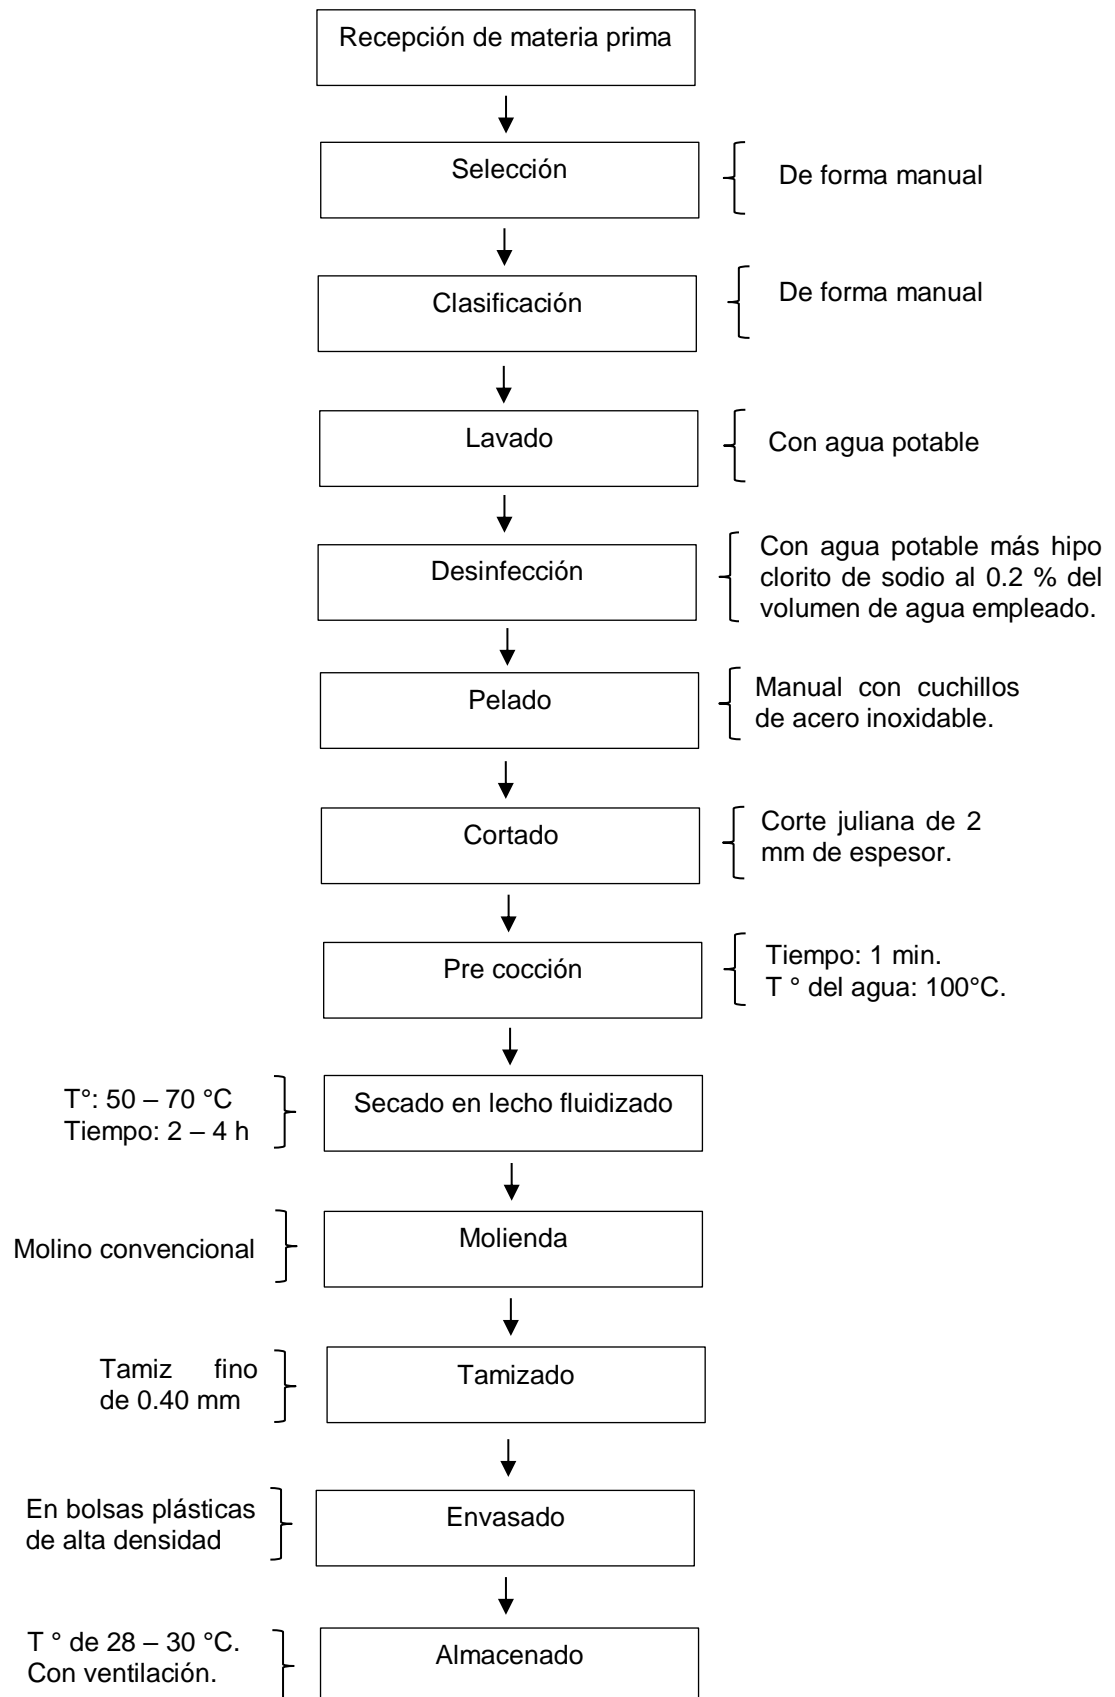 Recepción de materia prima
Selección
De forma manual
Clasificación
De forma manual
Lavado
Con agua potable
Desinfección
Con agua potable más hipo
clorito de sodio al 0.2 % del
volumen de agua empleado.
Pelado
Manual con cuchillos
de acero inoxidable.
Cortado
Corte juliana de 2
mm de espesor.
Pre cocción
Tiempo: 1 min.
T ° del agua: 100°C.
T°: 50 – 70 °C
Tiempo: 2 – 4 h
Secado en lecho fluidizado
Molino convencional
Molienda
Tamiz fino
de 0.40 mm
Tamizado
En bolsas plásticas
de alta densidad
Envasado
T ° de 28 – 30 °C.
Con ventilación.
Almacenado